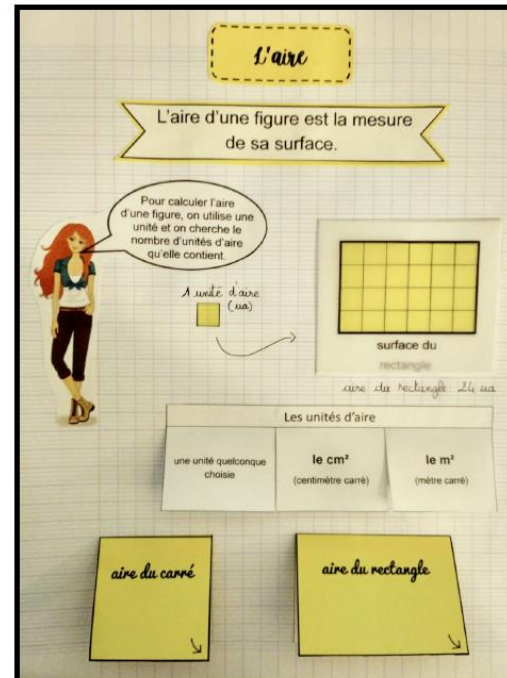 L'aire
L'aire d'une figure est la mesure
de sa surface.
Pour calculer l'aire
d'une figure, on utilise une
unité et on cherche le
nombre d'unités d'aire
qu'elle contient.
1 unité d'aire
(ua)
surface du
rectangle
aire du rectangle: 24 ua
Les unités d'aire
une unité quelconque
choisie
le cm²
(centimètre carré)
le m²
(mètre carré)
aire du carré
aire du rectangle